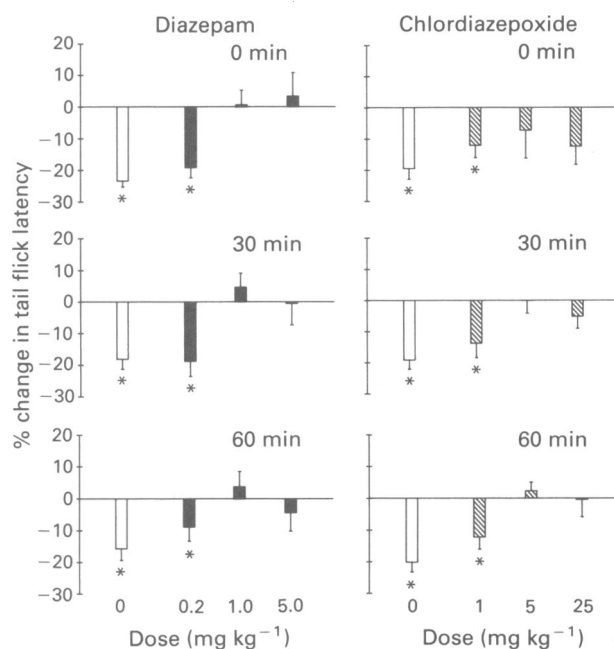 Diazepam
Chlordiazepoxide
0 min
0 min
20
10
0
−10
−20
−30
* *
* *
% change in tail flick latency
30 min
30 min
20
10
0
−10
−20
−30
* *
* *
60 min
60 min
20
10
0
−10
−20
−30
* *
* *
0 0.2 1.0 5.0
0 1 5 25
Dose (mg kg⁻¹)
Dose (mg kg⁻¹)